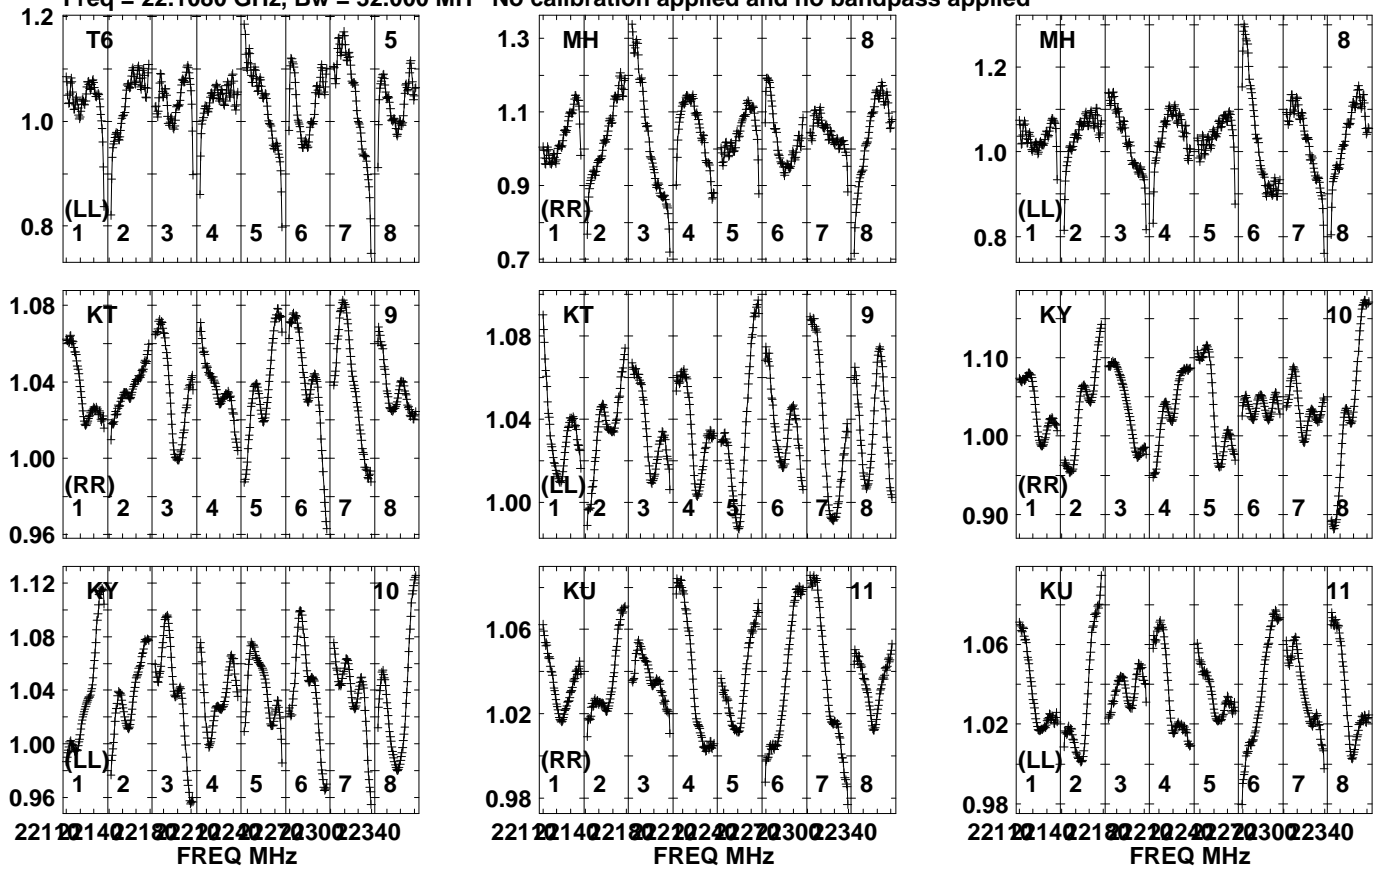 Freq = 22.1080 GHz, Bw = 32.000 MH No calibration applied and no bandpass applied
T6 5
1.2
1.0
0.8
(LL)
1 2 3 4 5 6 7 8
MH 8
1.3
1.1
0.9
0.7
(RR)
1 2 3 4 5 6 7 8
MH 8
1.2
1.0
0.8
(LL)
1 2 3 4 5 6 7 8
KT 9
1.08
1.04
1.00
0.96
(RR)
1 2 3 4 5 6 7 8
KT 9
1.08
1.04
1.00
(LL)
1 2 3 4 5 6 7 8
KY 10
1.10
1.00
0.90
(RR)
1 2 3 4 5 6 7 8
KY 10
1.12
1.08
1.04
1.00
0.96
(LL)
1 2 3 4 5 6 7 8
KU 11
1.06
1.02
0.98
(RR)
1 2 3 4 5 6 7 8
KU 11
1.06
1.02
0.98
(LL)
1 2 3 4 5 6 7 8
FREQ MHz FREQ MHz FREQ MHz